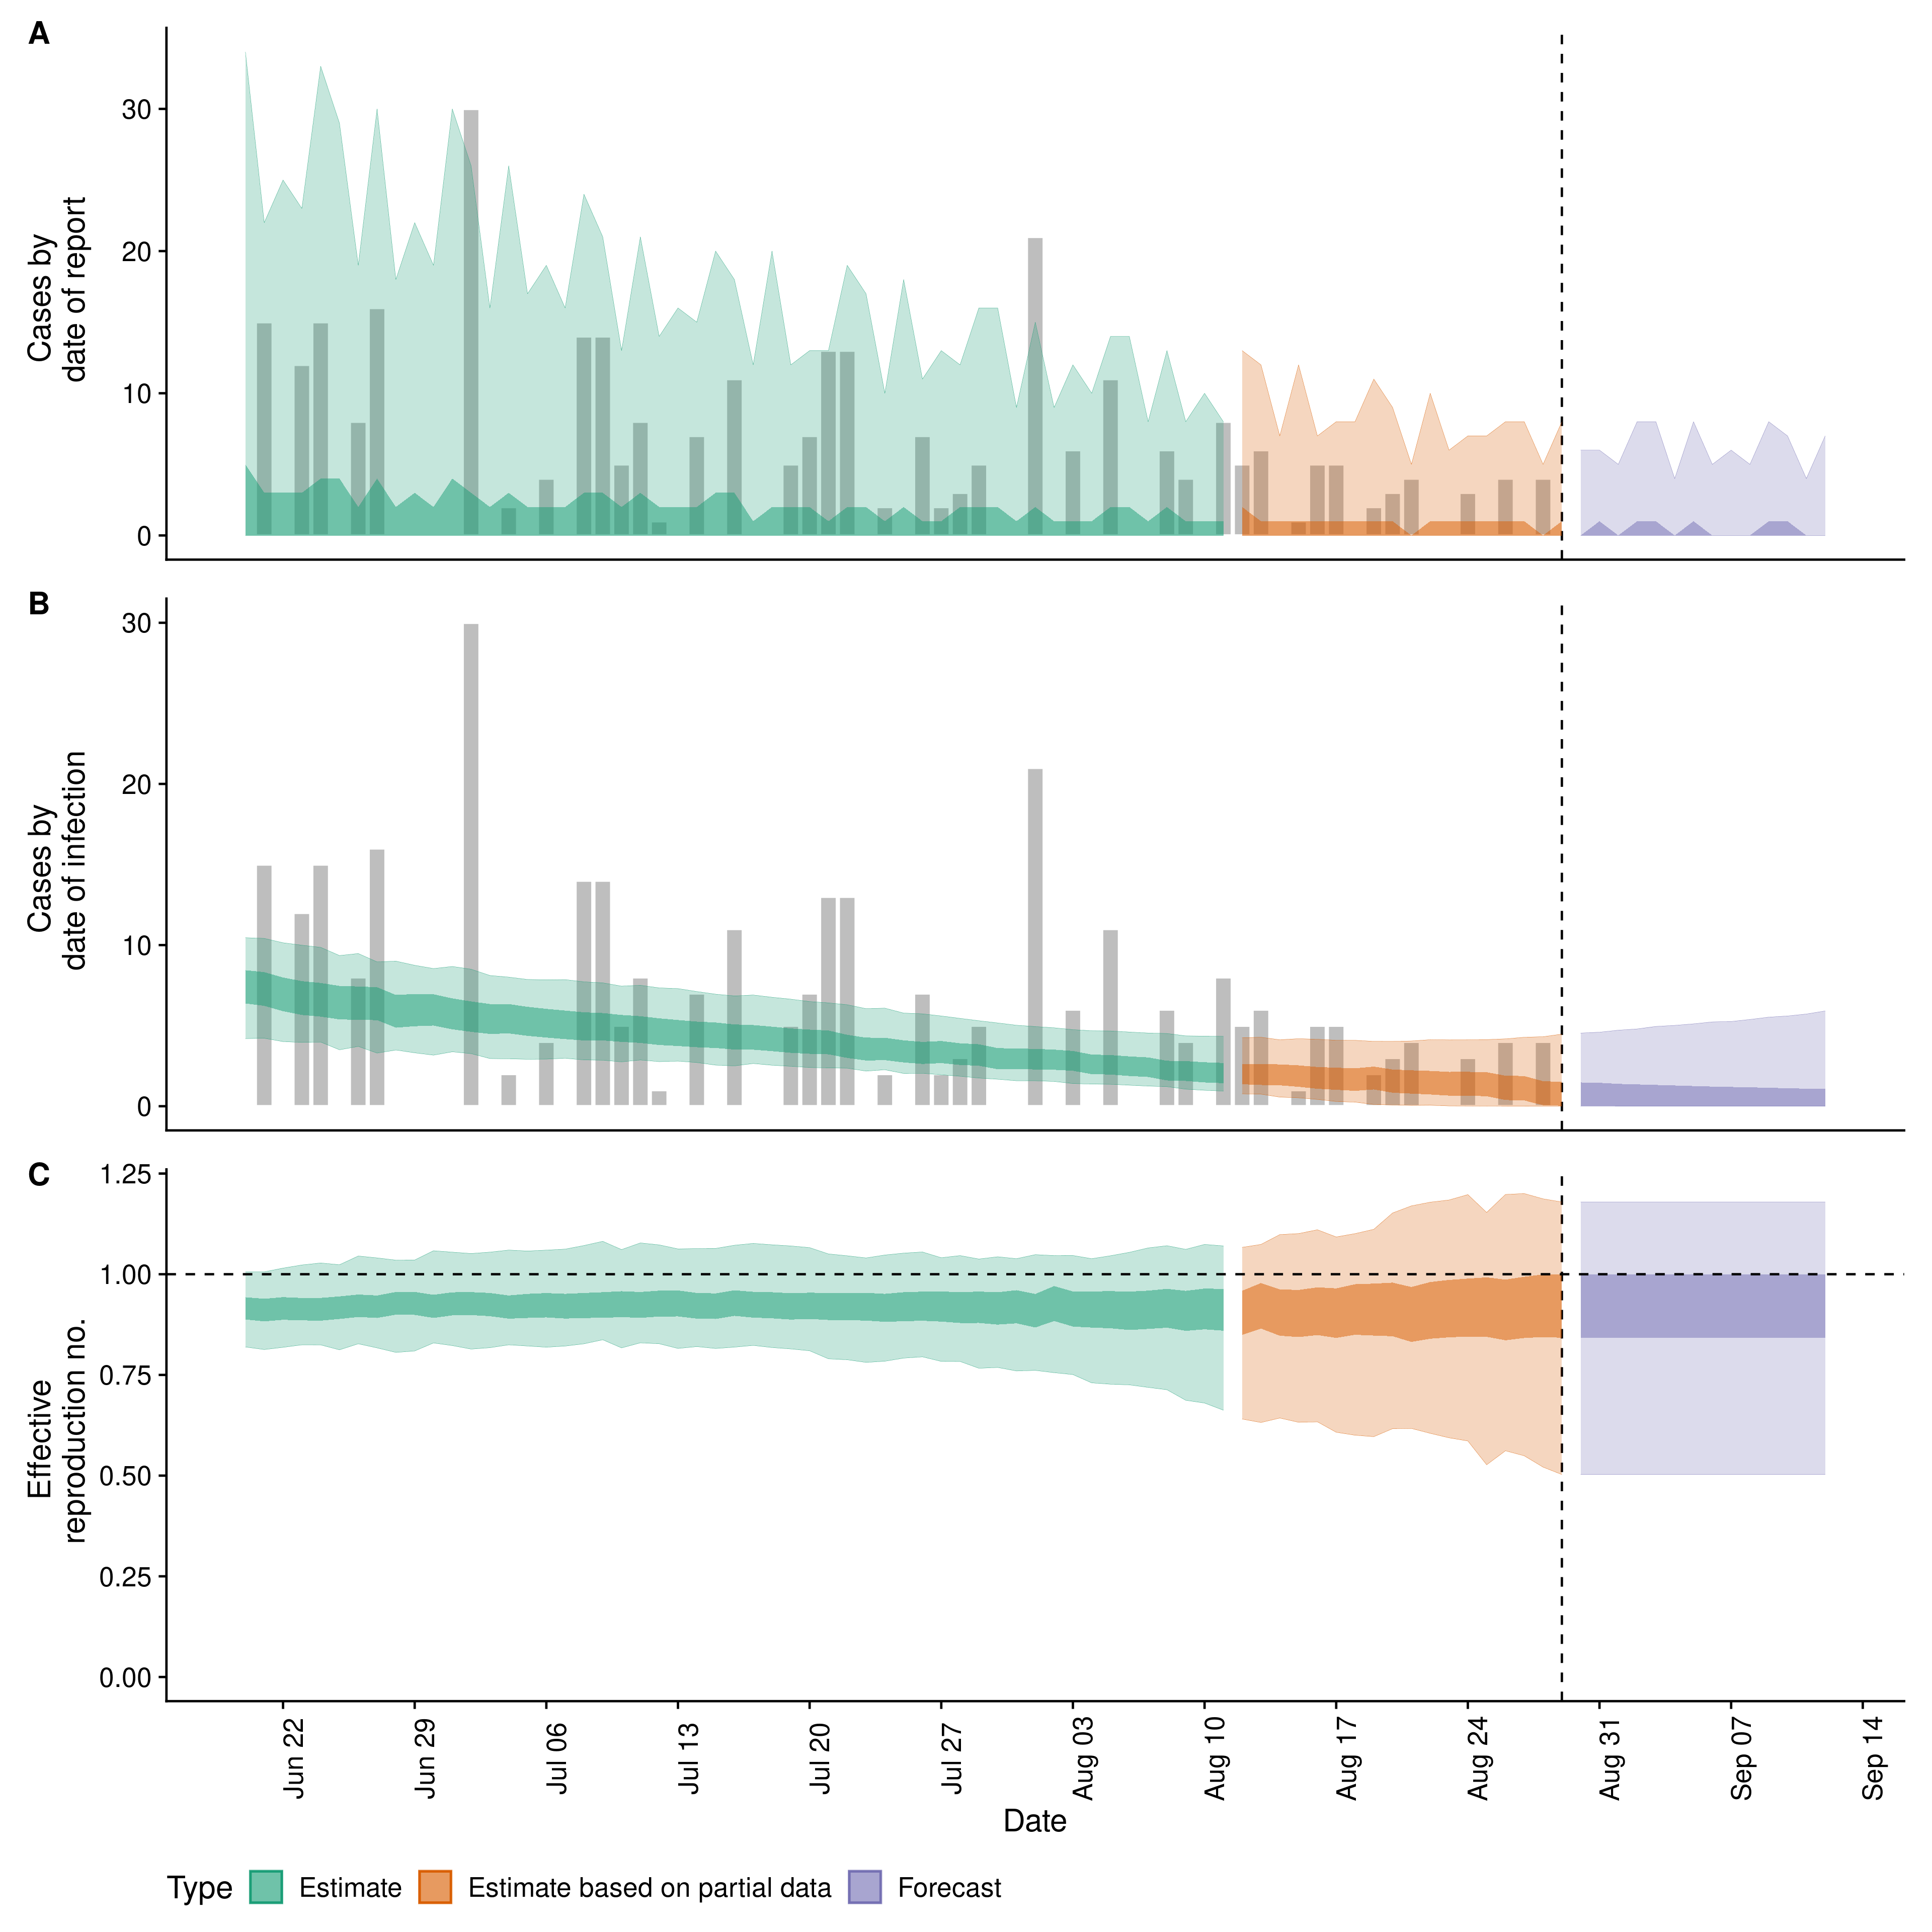 A
Cases by
date of report
30
20
10
0
B
Cases by
date of infection
30
20
10
0
C
Effective
reproduction no.
1.25
1.00
0.75
0.50
0.25
0.00
Jun 22
Jun 29
Jul 06
Jul 13
Jul 20
Jul 27
Aug 03
Aug 10
Aug 17
Aug 24
Aug 31
Sep 07
Sep 14
Date
Type Estimate Estimate based on partial data Forecast